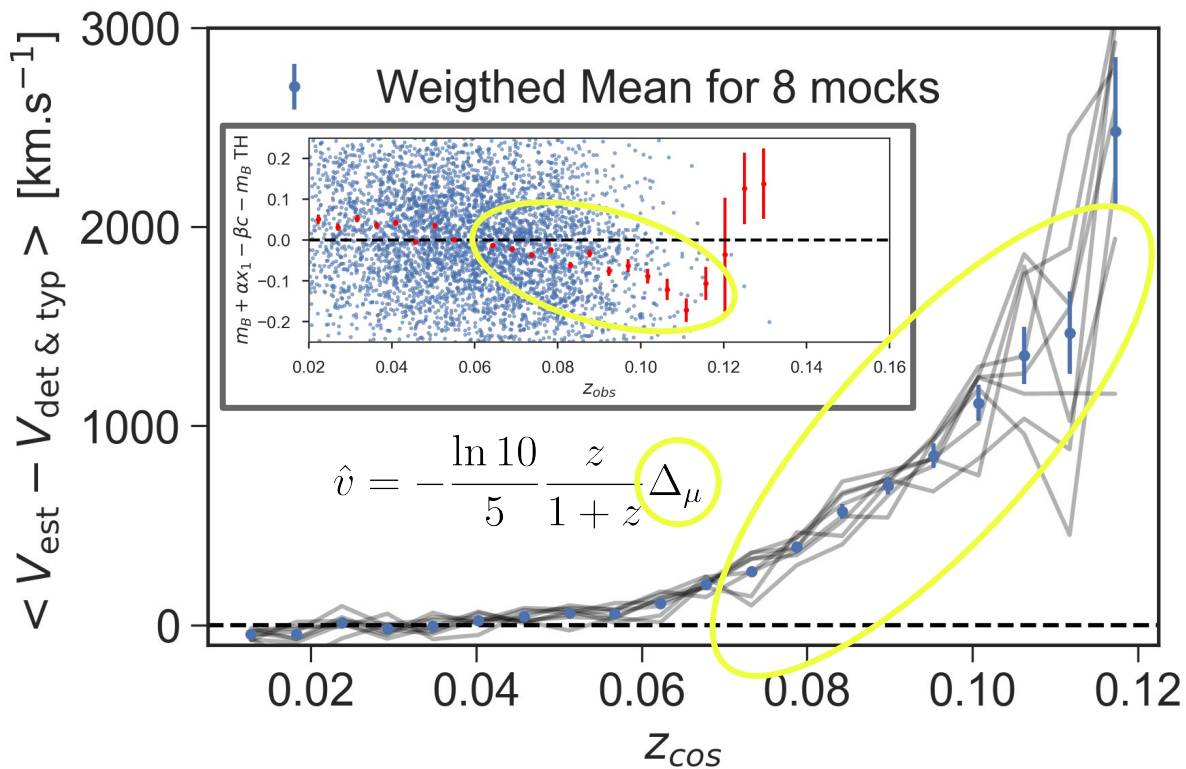 3000
2000
1000
0
< V_est − V_det & typ > [km.s⁻¹]
Weigthed Mean for 8 mocks
0.2
0.1
0.0
−0.1
−0.2
m_B + αx₁ − βc − m_B TH
0.02 0.04 0.06 0.08 0.10 0.12 0.14 0.16
z_obs
v̂ = − (ln 10 / 5) (z / 1 + z) Δ_μ
0.02 0.04 0.06 0.08 0.10 0.12
z_cos